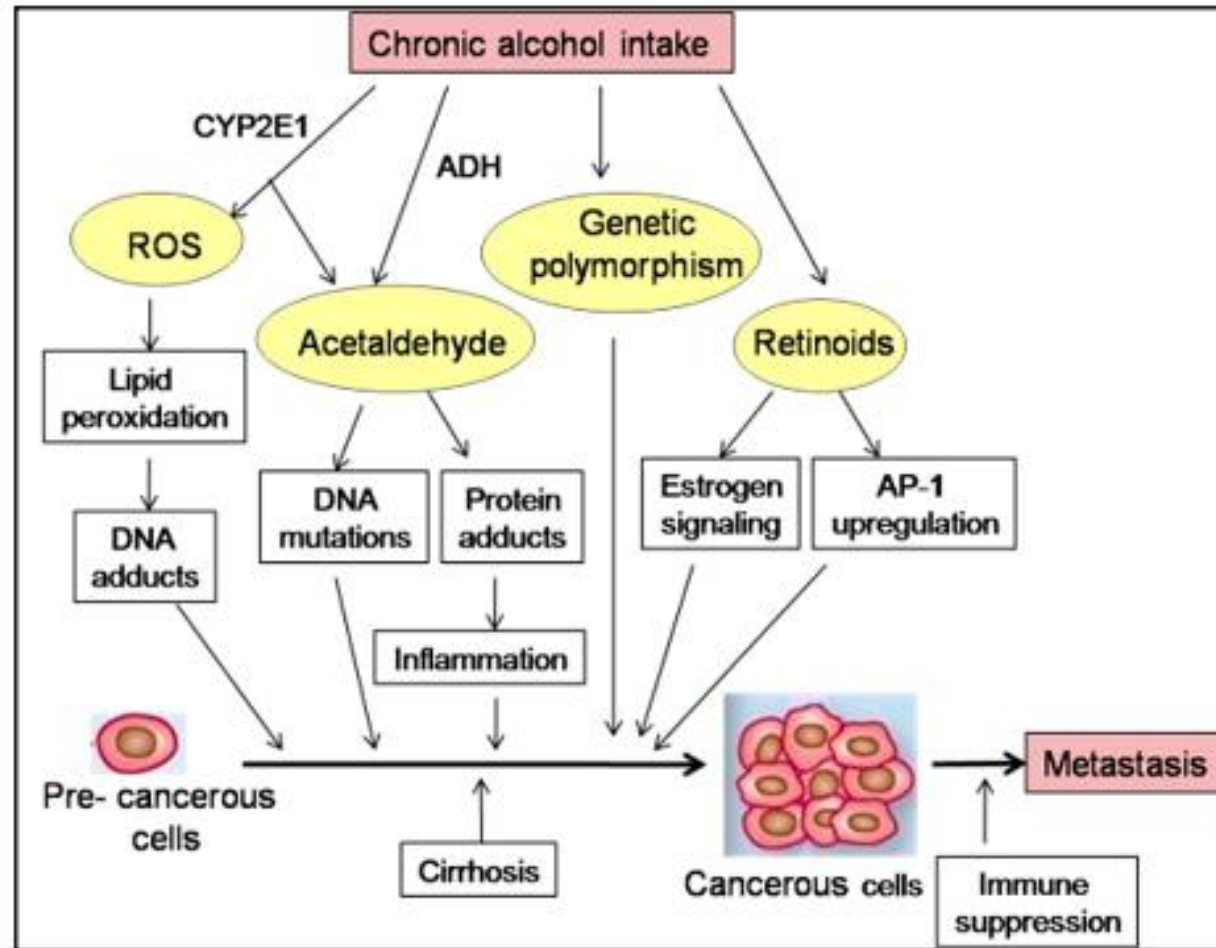 Chronic alcohol intake
CYP2E1
ADH
ROS
Genetic
polymorphism
Acetaldehyde
Retinoids
Lipid
peroxidation
DNA
mutations
Protein
adducts
Estrogen
signaling
AP-1
upregulation
DNA
adducts
Inflammation
Pre- cancerous
cells
Cirrhosis
Cancerous cells
Metastasis
Immune
suppression